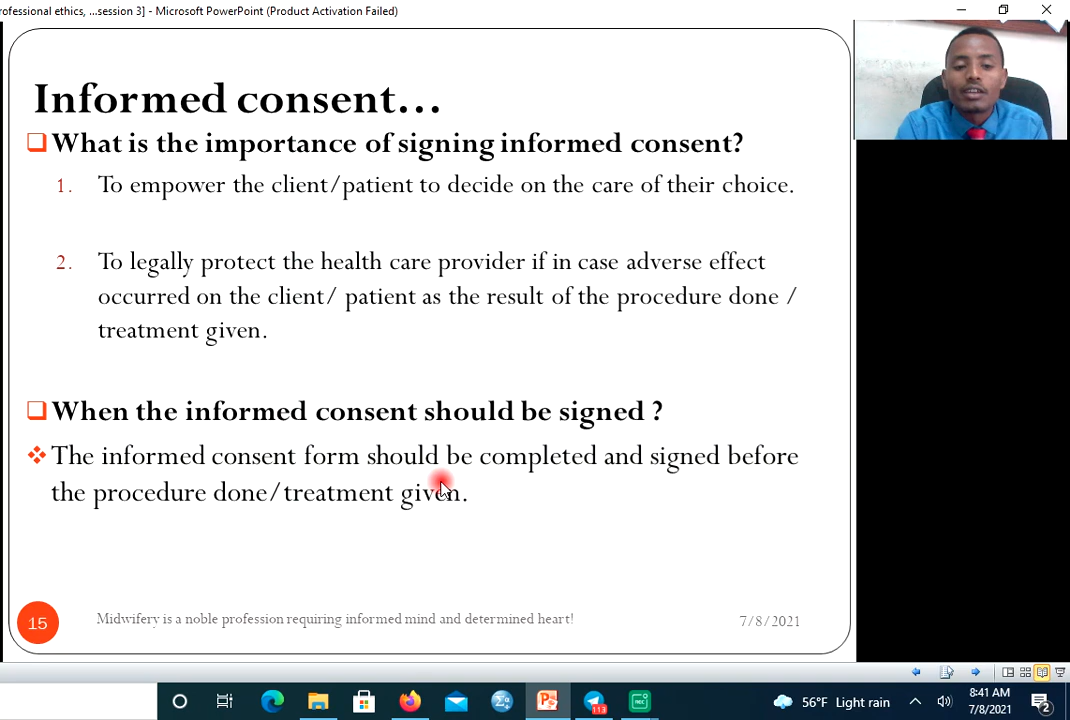 ofessional ethics, ...session 3] - Microsoft PowerPoint (Product Activation Failed)
Informed consent...
What is the importance of signing informed consent?
1. To empower the client/patient to decide on the care of their choice.
2. To legally protect the health care provider if in case adverse effect
occurred on the client/ patient as the result of the procedure done /
treatment given.
When the informed consent should be signed ?
The informed consent form should be completed and signed before
the procedure done/treatment given.
15
Midwifery is a noble profession requiring informed mind and determined heart!
7/8/2021
113
REC
56°F Light rain
8:41 AM
7/8/2021
2